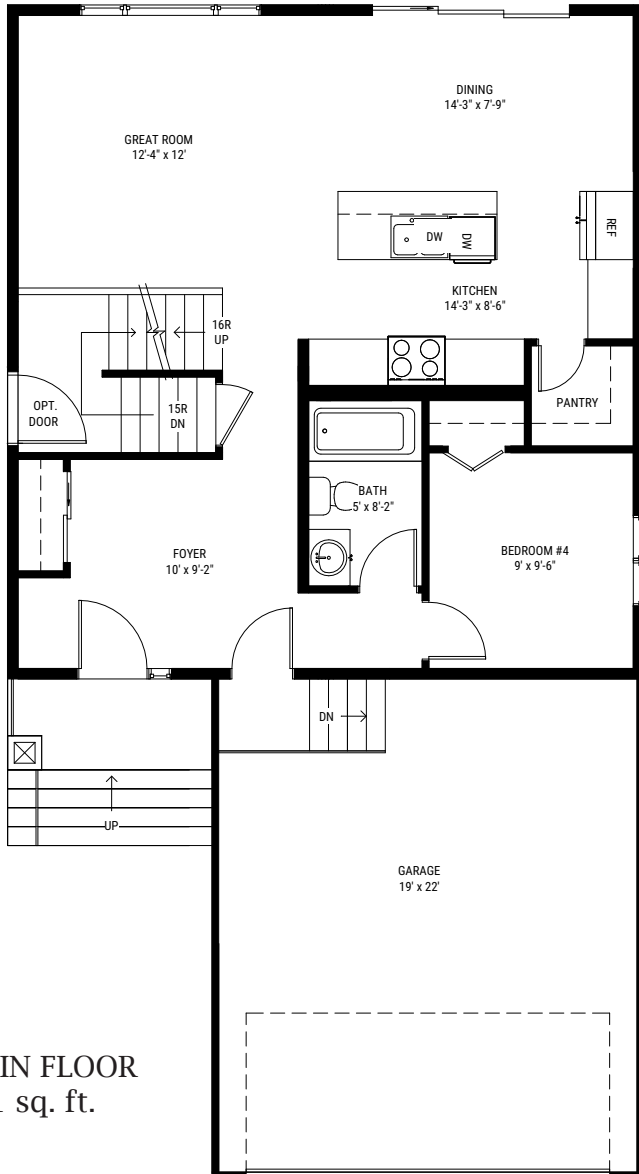 DINING
14'-3" x 7'-9"
GREAT ROOM
12'-4" x 12'
REF
DW
DW
KITCHEN
14'-3" x 8'-6"
16R
UP
OPT.
DOOR
15R
DN
PANTRY
BATH
5' x 8'-2"
FOYER
10' x 9'-2"
BEDROOM #4
9' x 9'-6"
DN
UP
GARAGE
19' x 22'
IN FLOOR
sq. ft.